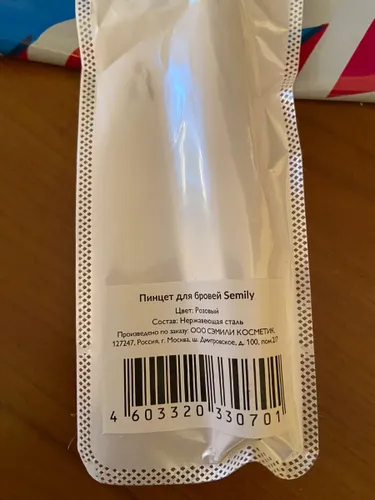 Пинцет для бровей Semily
Цвет: Розовый
Состав: Нержавеющая сталь
Произведено по заказу: ООО СЭМИЛИ КОСМЕТИК
127247, Россия, г. Москва, ш. Дмитровское, д. 100, пом.2/7
4 603320 330701